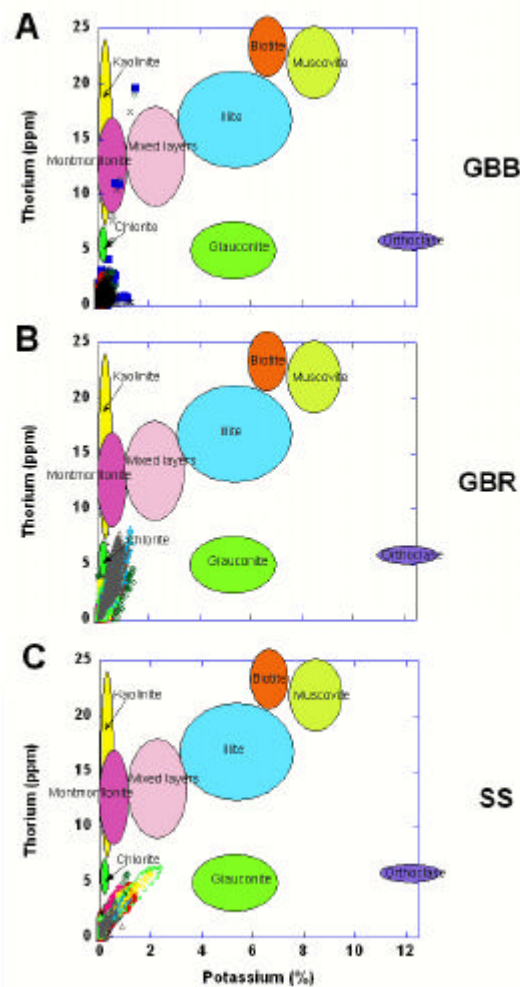 A
25
20
15
10
5
0
Thorium (ppm)
Kaolinite
Montmorillonite
Mixed layers
Illite
Biotite
Muscovite
Chlorite
Glauconite
Orthoclase
GBB
B
25
20
15
10
5
0
Thorium (ppm)
Kaolinite
Montmorillonite
Mixed layers
Illite
Biotite
Muscovite
Chlorite
Glauconite
Orthoclase
GBR
C
25
20
15
10
5
0
Thorium (ppm)
Kaolinite
Montmorillonite
Mixed layers
Illite
Biotite
Muscovite
Chlorite
Glauconite
Orthoclase
SS
0 2 4 6 8 10 12
Potassium (%)